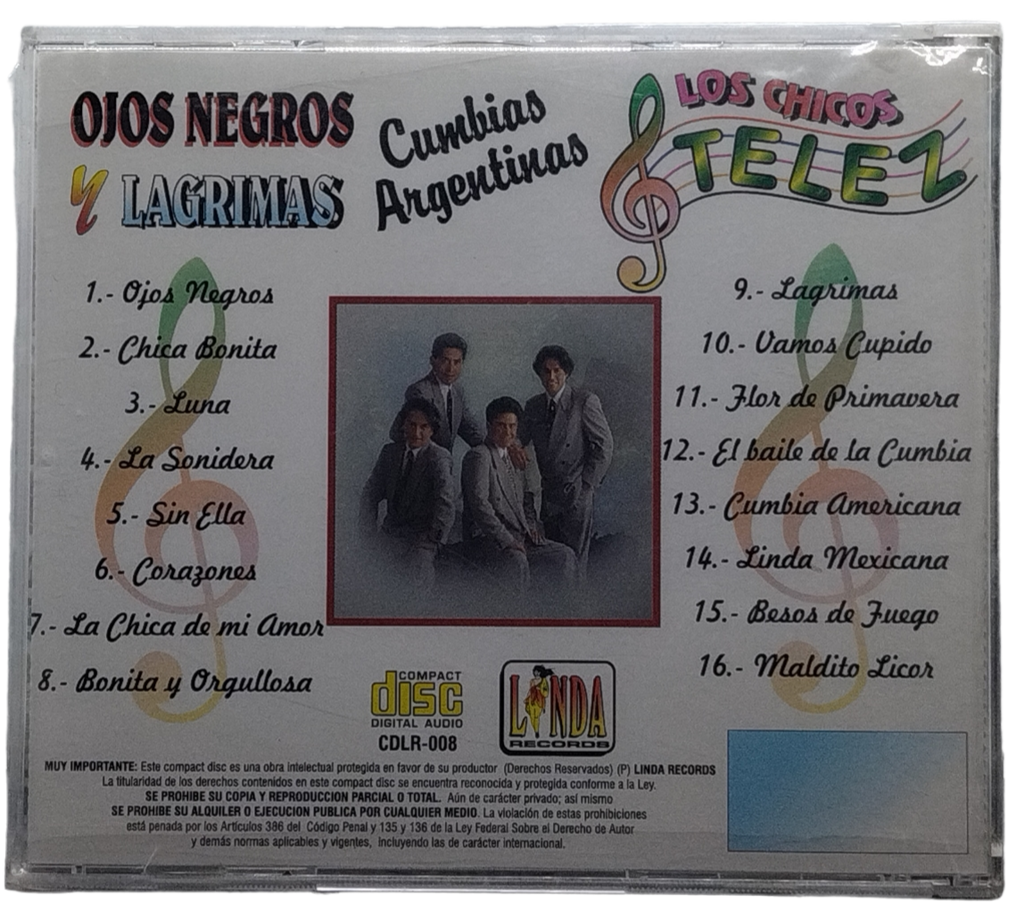 OJOS NEGROS
Y LAGRIMAS
Cumbias
Argentinas
LOS CHICOS
TELEZ
1.- Ojos Negros
2.- Chica Bonita
3.- Luna
4.- La Sonidera
5.- Sin Ella
6.- Corazones
7.- La Chica de mi Amor
8.- Bonita y Orgullosa
9.- Lagrimas
10.- Vamos Cupido
11.- Flor de Primavera
12.- El baile de la Cumbia
13.- Cumbia Americana
14.- Linda Mexicana
15.- Besos de Fuego
16.- Maldito Licor
COMPACT
disc
DIGITAL AUDIO
CDLR-008
LINDA
RECORDS
MUY IMPORTANTE: Este compact disc es una obra intelectual protegida en favor de su productor (Derechos Reservados) (P) LINDA RECORDS
La titularidad de los derechos contenidos en este compact disc se encuentra reconocida y protegida conforme a la Ley.
SE PROHIBE SU COPIA Y REPRODUCCION PARCIAL O TOTAL. Aún de carácter privado; así mismo
SE PROHIBE SU ALQUILER O EJECUCION PUBLICA POR CUALQUIER MEDIO. La violación de estas prohibiciones
está penada por los Artículos 386 del Código Penal y 135 y 136 de la Ley Federal Sobre el Derecho de Autor
y demás normas aplicables y vigentes, incluyendo las de carácter internacional.